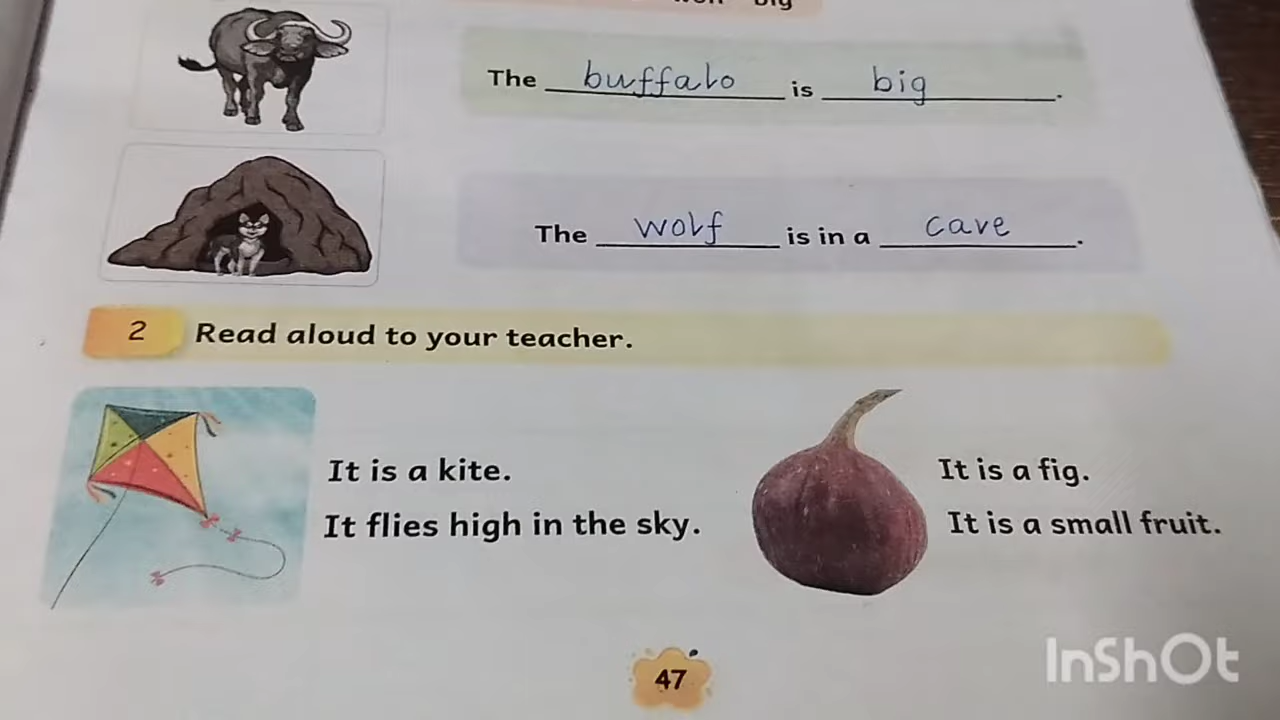 big
The buffalo is big.
The wolf is in a cave.
2 Read aloud to your teacher.
It is a kite.
It flies high in the sky.
It is a fig.
It is a small fruit.
47
InShOt